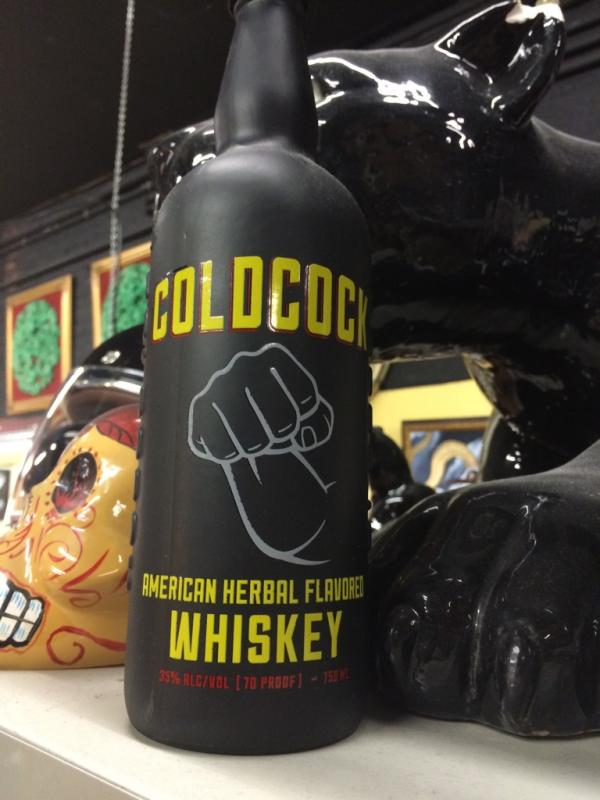 COLDCOCK
AMERICAN HERBAL FLAVORED
WHISKEY
35% ALC/VOL [70 PROOF] - 750 ML